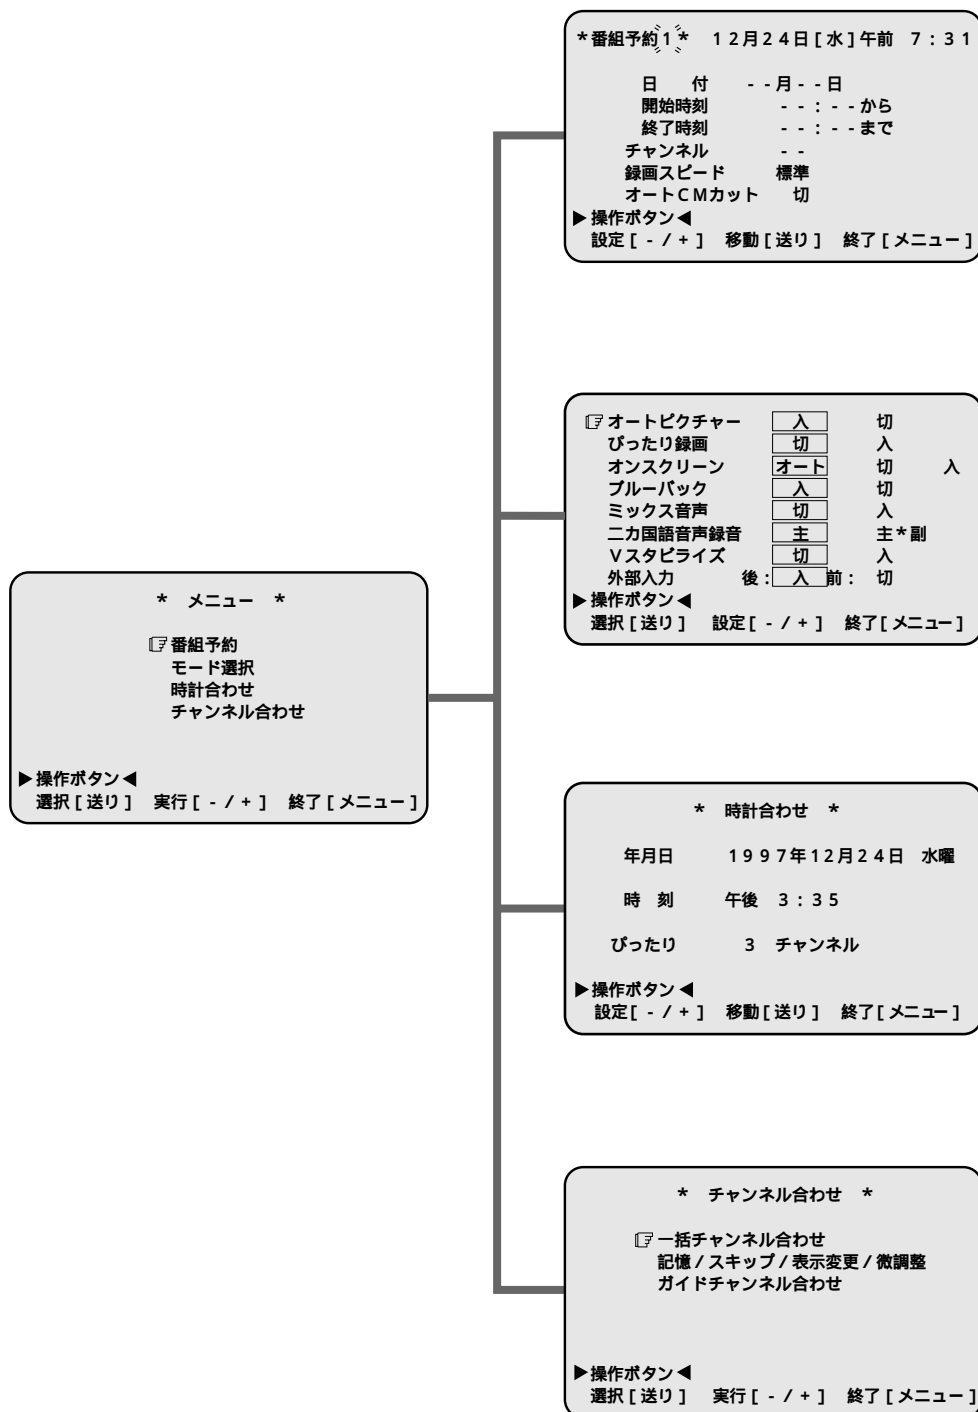 *番組予約1* 12月24日[水]午前 7:31
日 付 --月--日
開始時刻 --:--から
終了時刻 --:--まで
チャンネル --
録画スピード 標準
オートCMカット 切
▶操作ボタン◀
設定[-/+] 移動[送り] 終了[メニュー]
☞オートピクチャー 入 切
ぴったり録画 切 入
オンスクリーン オート 切 入
ブルーバック 入 切
ミックス音声 切 入
二カ国語音声録音 主 主*副
Vスタビライズ 切 入
外部入力 後:入 前:切
▶操作ボタン◀
選択[送り] 設定[-/+] 終了[メニュー]
* メニュー *
☞番組予約
モード選択
時計合わせ
チャンネル合わせ
▶操作ボタン◀
選択[送り] 実行[-/+] 終了[メニュー]
* 時計合わせ *
年月日 1997年12月24日 水曜
時 刻 午後 3:35
ぴったり 3 チャンネル
▶操作ボタン◀
設定[-/+] 移動[送り] 終了[メニュー]
* チャンネル合わせ *
☞一括チャンネル合わせ
記憶/スキップ/表示変更/微調整
ガイドチャンネル合わせ
▶操作ボタン◀
選択[送り] 実行[-/+] 終了[メニュー]